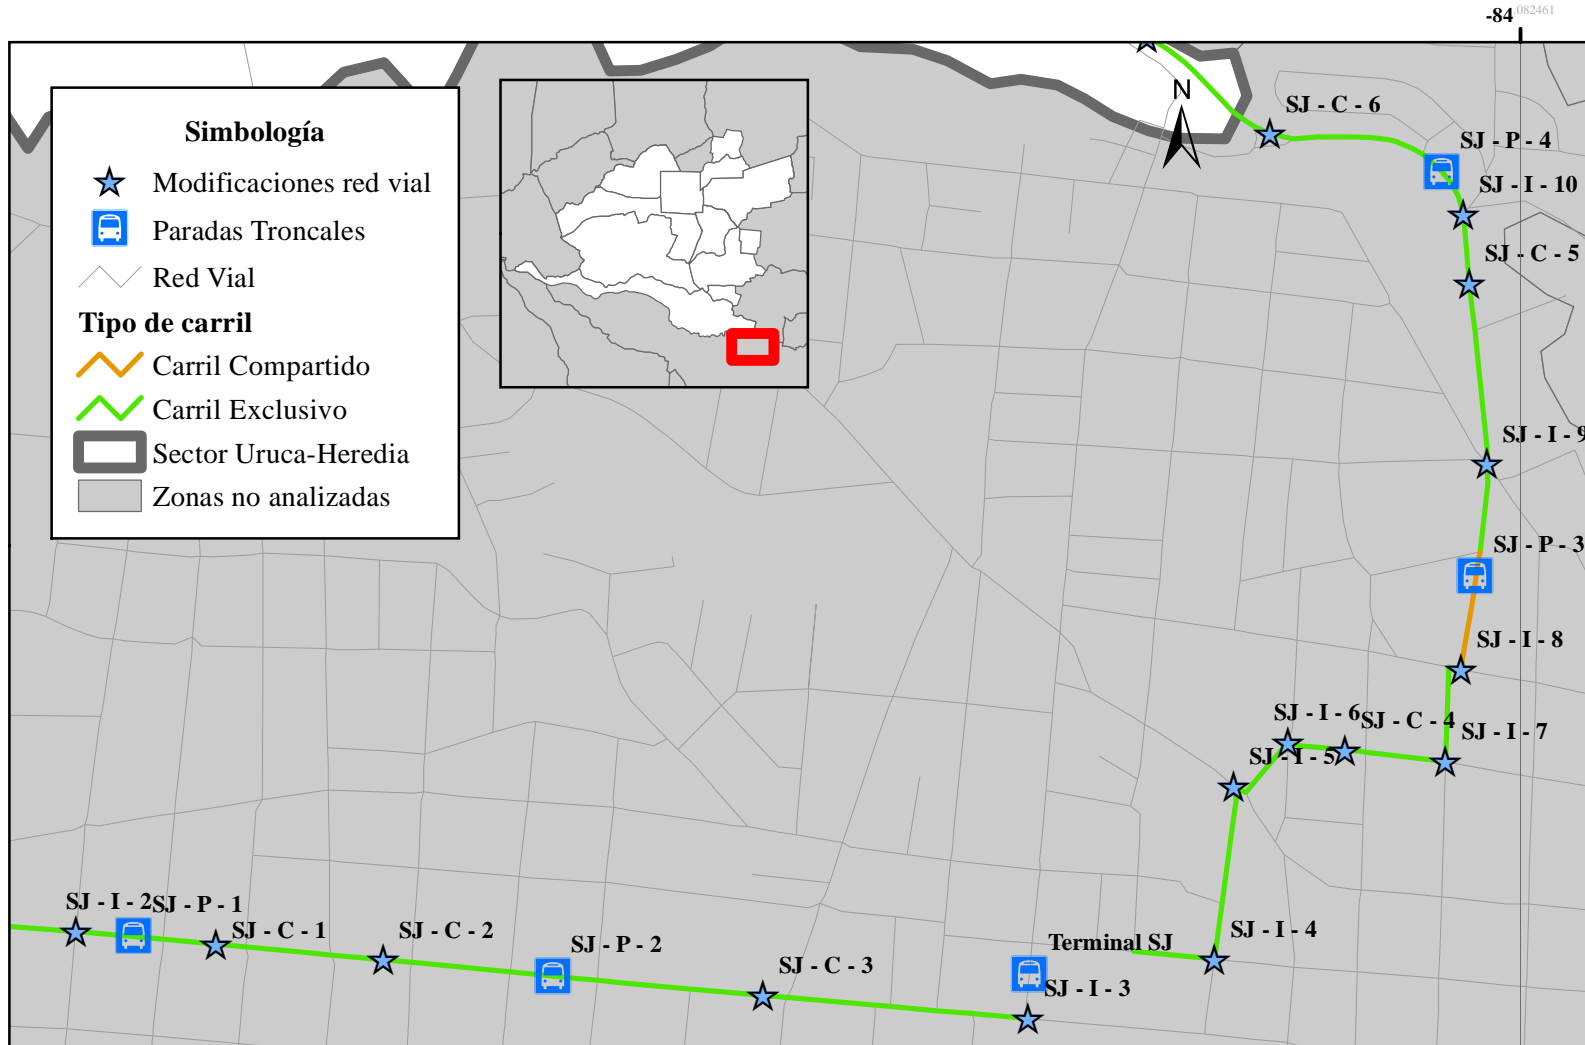 -84.082461
N
Simbología
Modificaciones red vial
Paradas Troncales
Red Vial
Tipo de carril
Carril Compartido
Carril Exclusivo
Sector Uruca-Heredia
Zonas no analizadas
SJ - C - 6
SJ - P - 4
SJ - I - 10
SJ - C - 5
SJ - I - 9
SJ - P - 3
SJ - I - 8
SJ - I - 6
SJ - C - 4
SJ - I - 7
SJ - I - 5
SJ - I - 2
SJ - P - 1
SJ - C - 1
SJ - C - 2
SJ - P - 2
SJ - C - 3
Terminal SJ
SJ - I - 4
SJ - I - 3